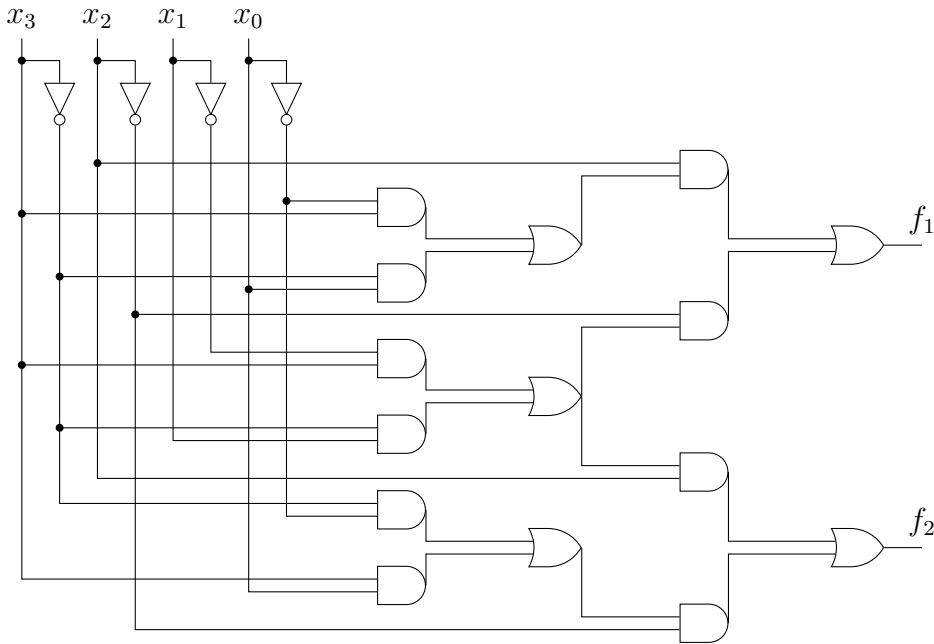 x₃ x₂ x₁ x₀
f₁
f₂